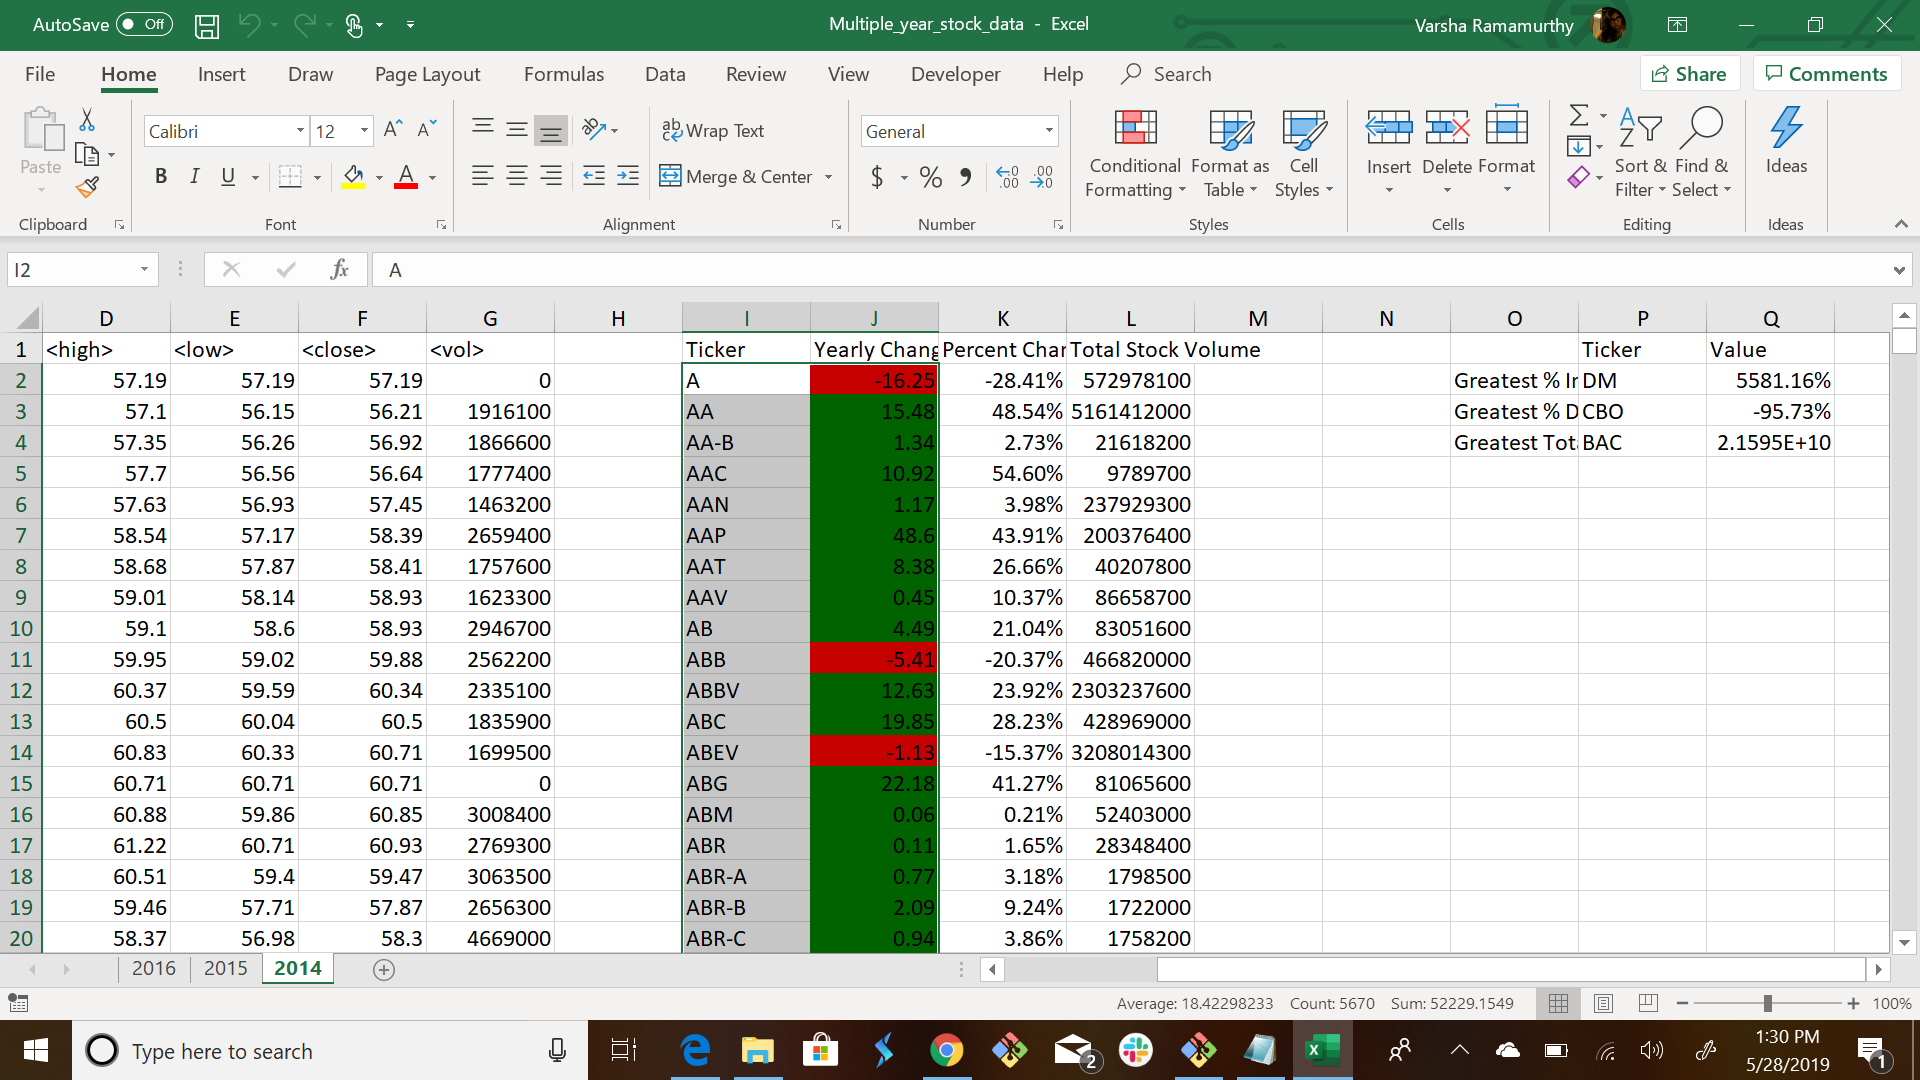 AutoSave Off Multiple_year_stock_data - Excel Varsha Ramamurthy
File Home Insert Draw Page Layout Formulas Data Review View Developer Help Search Share Comments
Paste Calibri 12 A A ab Wrap Text General Conditional Formatting Format as Table Cell Styles Insert Delete Format Σ Sort & Filter Find & Select Ideas
B I U A Merge & Center $ % 9 .00 .00
Clipboard Font Alignment Number Styles Cells Editing Ideas
I2 fx A
D E F G H I J K L M N O P Q
1 <high> <low> <close> <vol> Ticker Yearly Chang Percent Char Total Stock Volume Ticker Value
2 57.19 57.19 57.19 0 A -16.25 -28.41% 572978100 Greatest % Ir DM 5581.16%
3 57.1 56.15 56.21 1916100 AA 15.48 48.54% 5161412000 Greatest % D CBO -95.73%
4 57.35 56.26 56.92 1866600 AA-B 1.34 2.73% 21618200 Greatest Tot BAC 2.1595E+10
5 57.7 56.56 56.64 1777400 AAC 10.92 54.60% 9789700
6 57.63 56.93 57.45 1463200 AAN 1.17 3.98% 237929300
7 58.54 57.17 58.39 2659400 AAP 48.6 43.91% 200376400
8 58.68 57.87 58.41 1757600 AAT 8.38 26.66% 40207800
9 59.01 58.14 58.93 1623300 AAV 0.45 10.37% 86658700
10 59.1 58.6 58.93 2946700 AB 4.49 21.04% 83051600
11 59.95 59.02 59.88 2562200 ABB -5.41 -20.37% 466820000
12 60.37 59.59 60.34 2335100 ABBV 12.63 23.92% 2303237600
13 60.5 60.04 60.5 1835900 ABC 19.85 28.23% 428969000
14 60.83 60.33 60.71 1699500 ABEV -1.13 -15.37% 3208014300
15 60.71 60.71 60.71 0 ABG 22.18 41.27% 81065600
16 60.88 59.86 60.85 3008400 ABM 0.06 0.21% 52403000
17 61.22 60.71 60.93 2769300 ABR 0.11 1.65% 28348400
18 60.51 59.4 59.47 3063500 ABR-A 0.77 3.18% 1798500
19 59.46 57.71 57.87 2656300 ABR-B 2.09 9.24% 1722000
20 58.37 56.98 58.3 4669000 ABR-C 0.94 3.86% 1758200
2016 2015 2014
Average: 18.42298233 Count: 5670 Sum: 52229.1549 100%
Type here to search 2 1:30 PM
5/28/2019 1